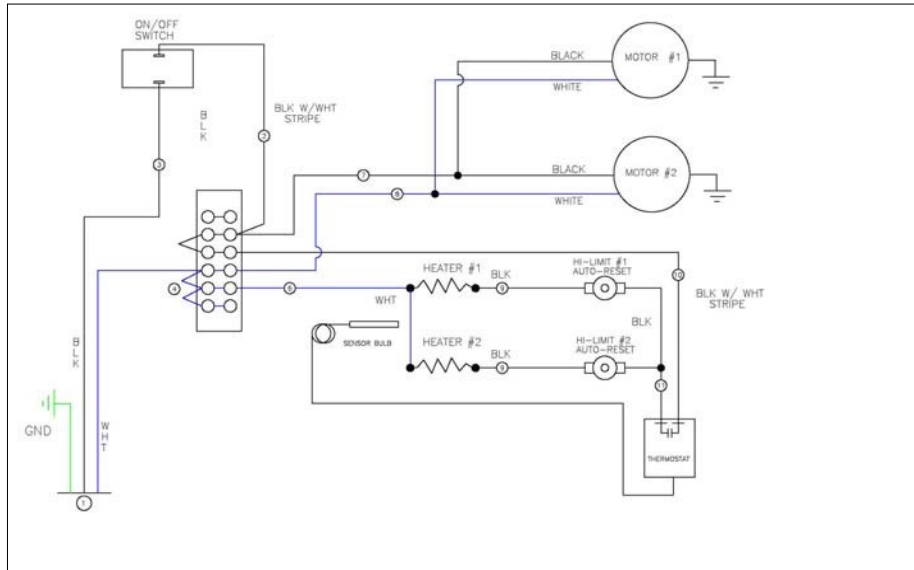 ON/OFF
SWITCH
BLK
BLK W/WHT
STRIPE
2
3
BLACK
MOTOR #1
WHITE
7
BLACK
MOTOR #2
8
WHITE
HEATER #1
BLK
HI-LIMIT #1
AUTO-RESET
10
4
9
WHT
BLK W/ WHT
STRIPE
SENSOR BULB
HEATER #2
BLK
HI-LIMIT #2
AUTO-RESET
BLK
9
11
BLK
GND
WHT
THERMOSTAT
1